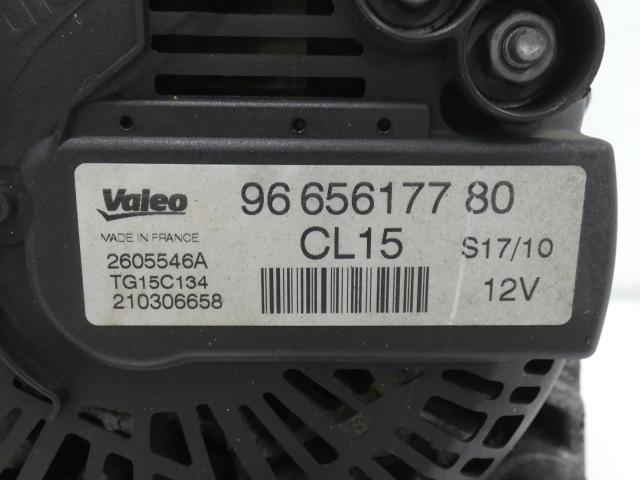 Valeo
96 656177 80
MADE IN FRANCE
CL15
S17/10
2605546A
TG15C134
210306658
12V